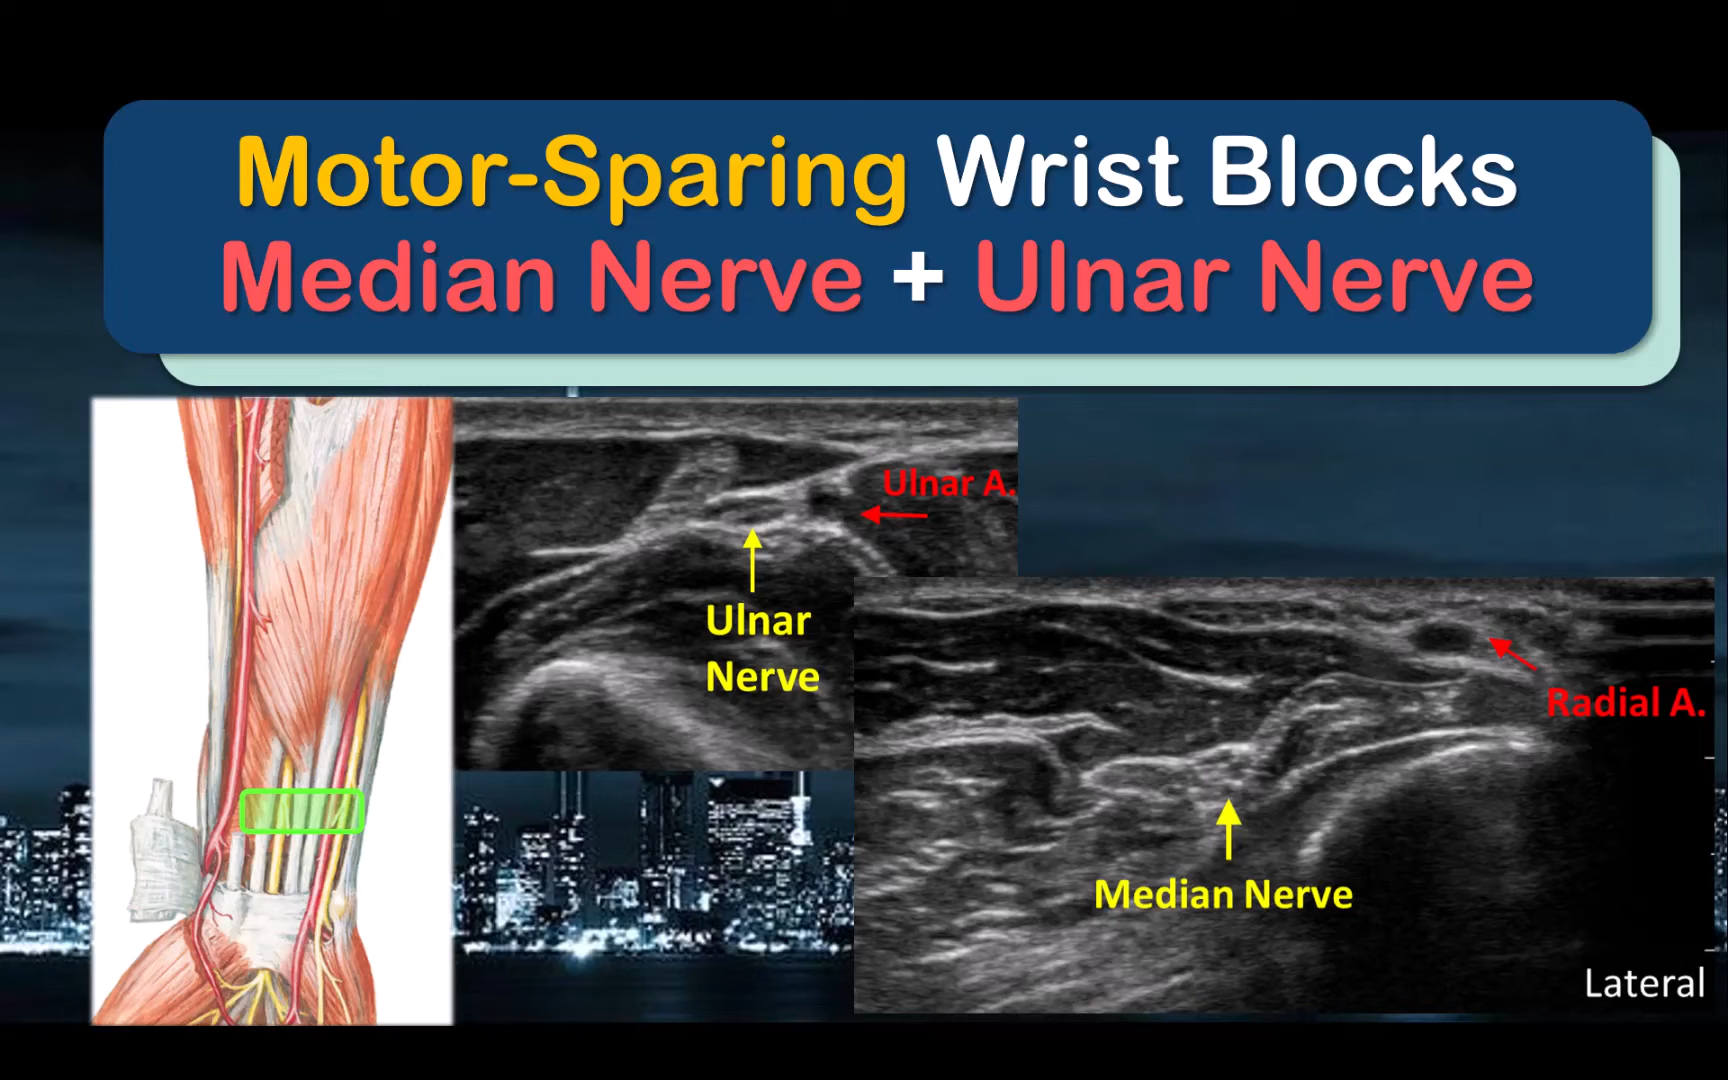 Motor-Sparing Wrist Blocks
Median Nerve + Ulnar Nerve
Ulnar A.
Ulnar
Nerve
Radial A.
Median Nerve
Lateral